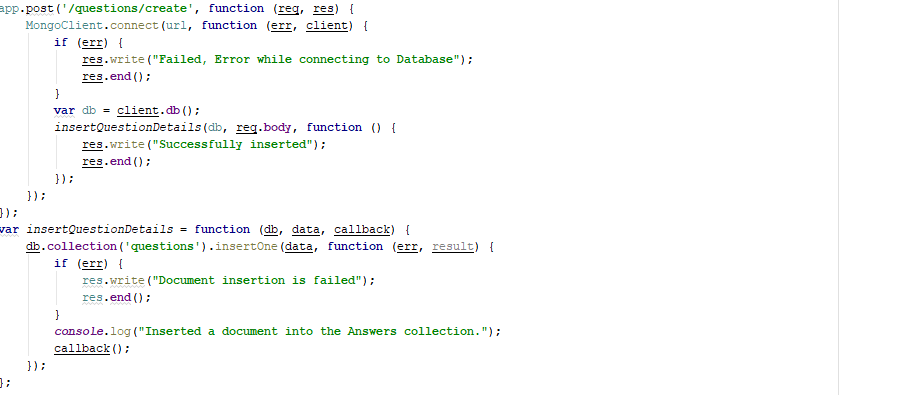 app.post('/questions/create', function (req, res) {
    MongoClient.connect(url, function (err, client) {
        if (err) {
            res.write("Failed, Error while connecting to Database");
            res.end();
        }
        var db = client.db();
        insertQuestionDetails(db, req.body, function () {
            res.write("Successfully inserted");
            res.end();
        });
    });
});
var insertQuestionDetails = function (db, data, callback) {
    db.collection('questions').insertOne(data, function (err, result) {
        if (err) {
            res.write("Document insertion is failed");
            res.end();
        }
        console.log("Inserted a document into the Answers collection.");
        callback();
    });
};